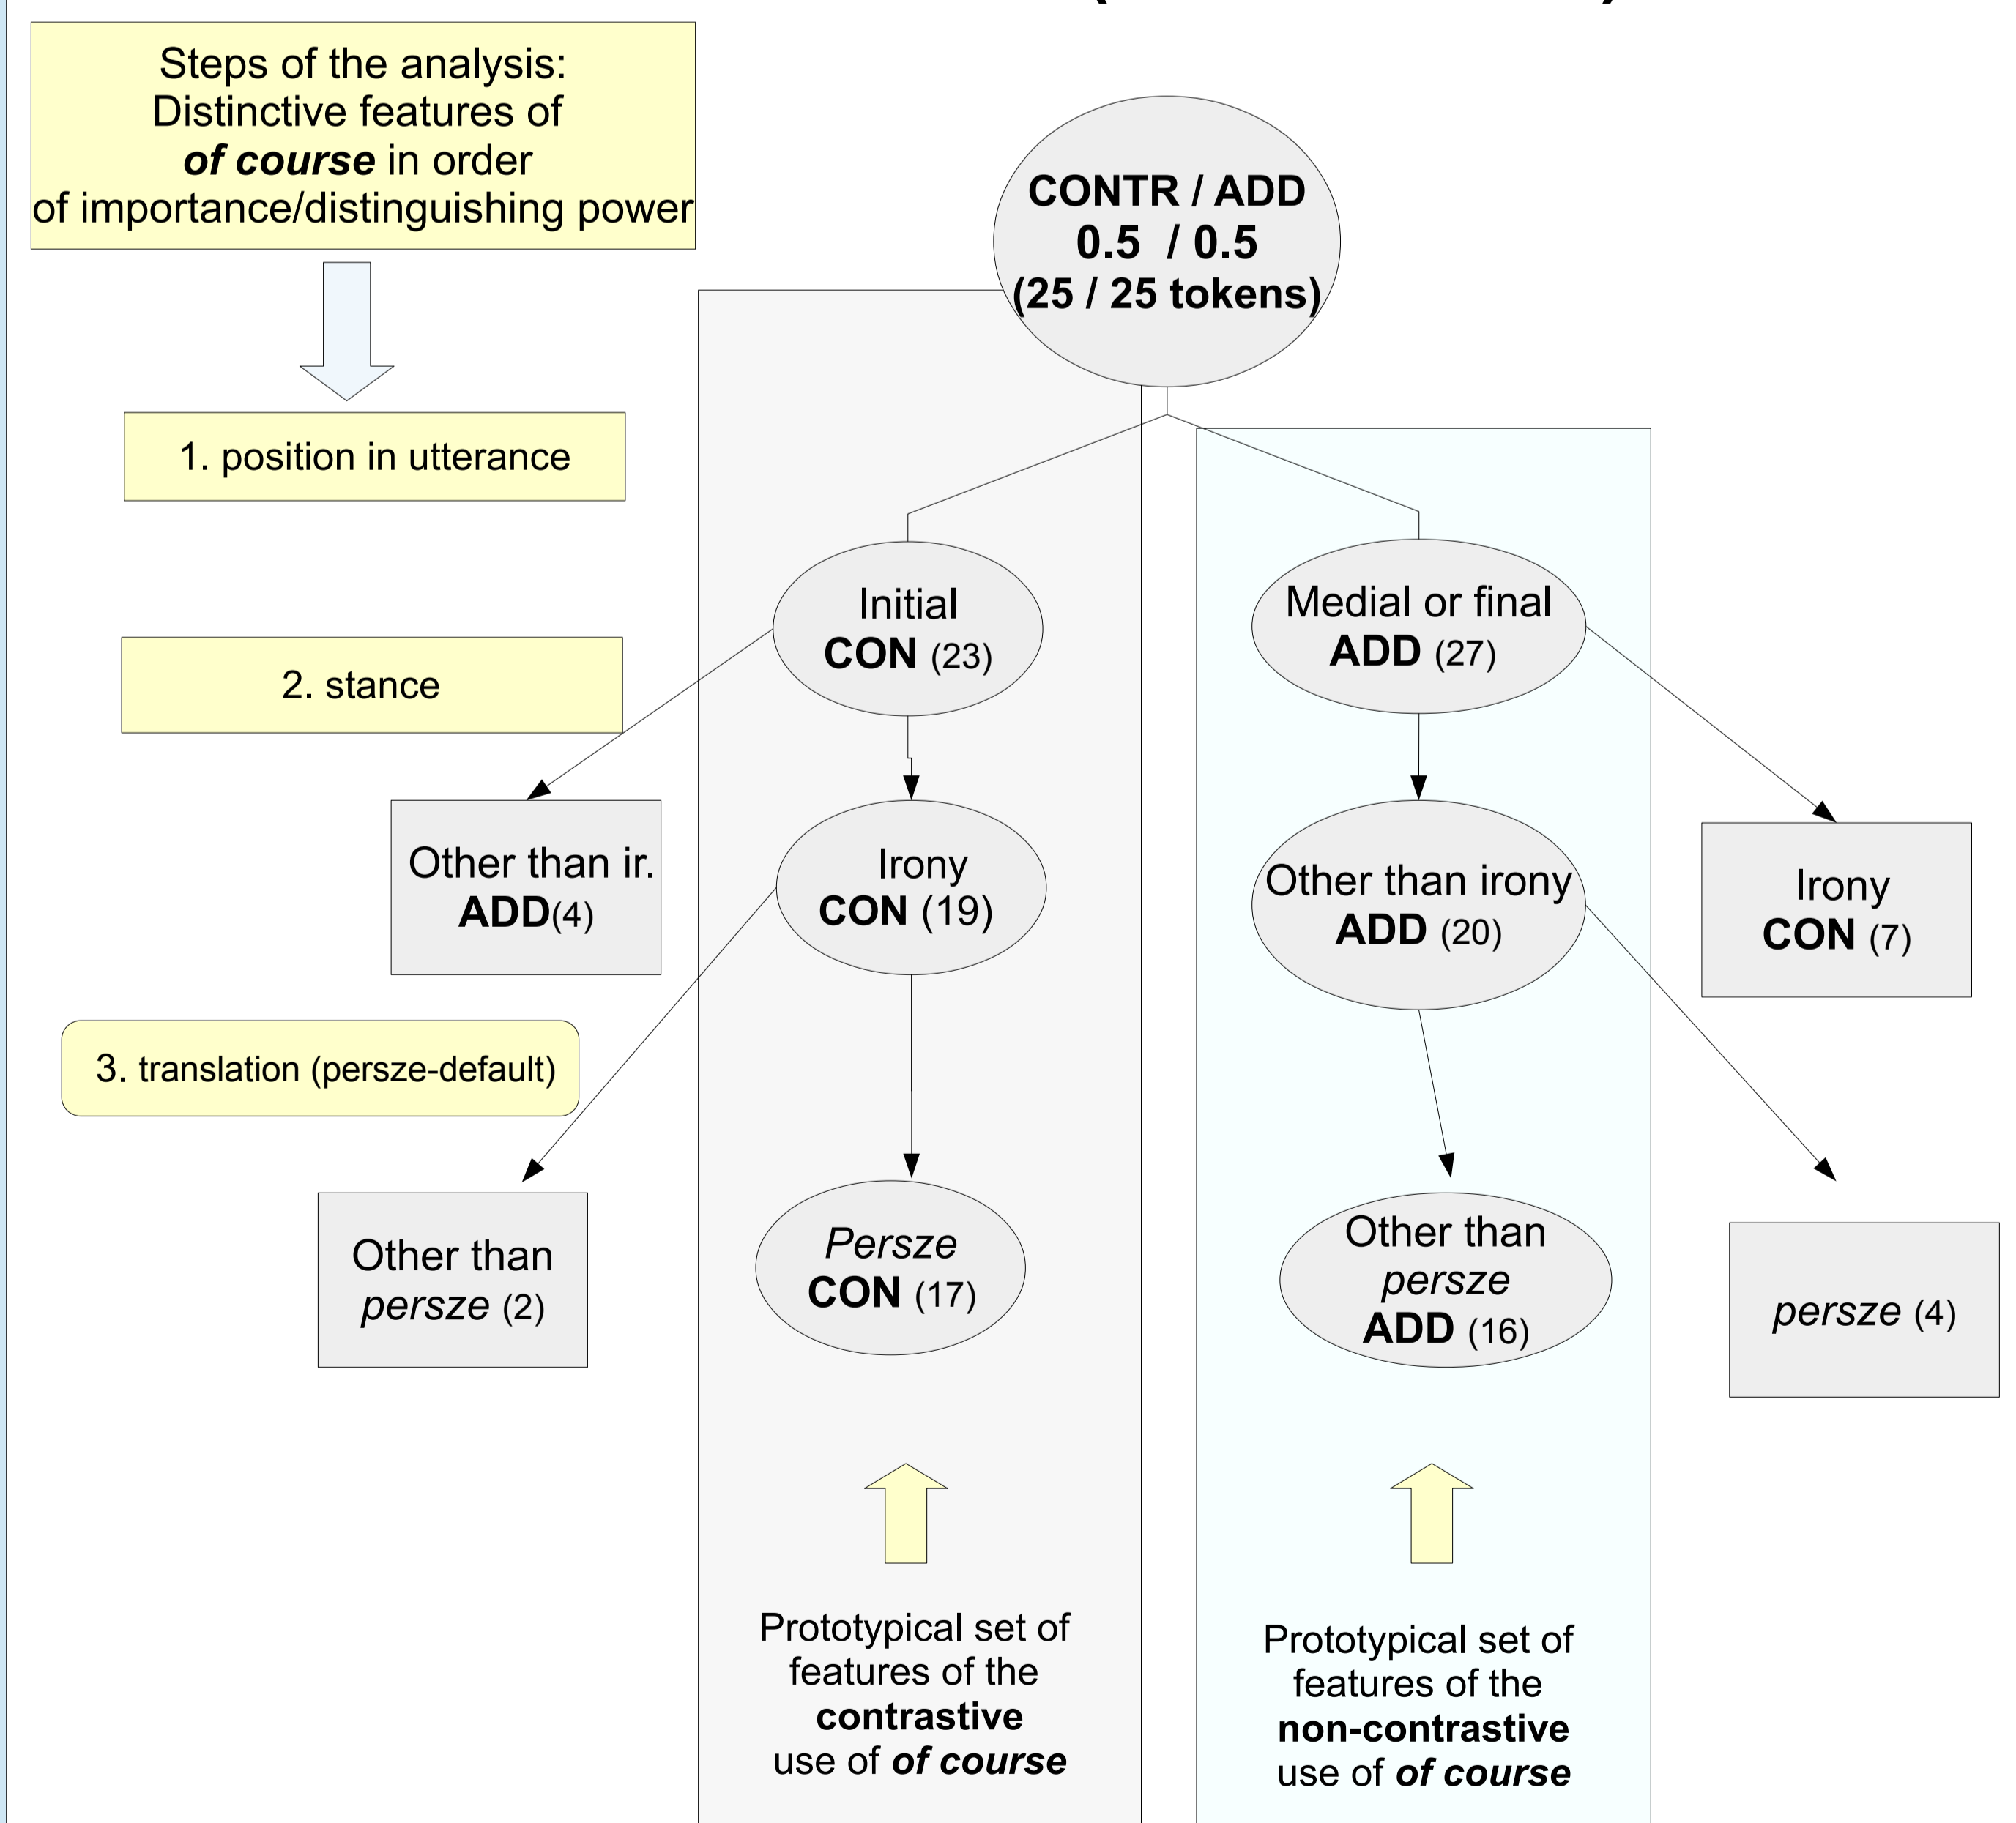 Steps of the analysis:
Distinctive features of
of course in order
of importance/distinguishing power
CONTR / ADD
0.5 / 0.5
(25 / 25 tokens)
1. position in utterance
Initial
CON (23)
Medial or final
ADD (27)
2. stance
Other than ir.
ADD(4)
Irony
CON (19)
Other than irony
ADD (20)
Irony
CON (7)
3. translation (persze-default)
Other than
persze (2)
Persze
CON (17)
Other than
persze
ADD (16)
persze (4)
Prototypical set of
features of the
contrastive
use of of course
Prototypical set of
features of the
non-contrastive
use of of course